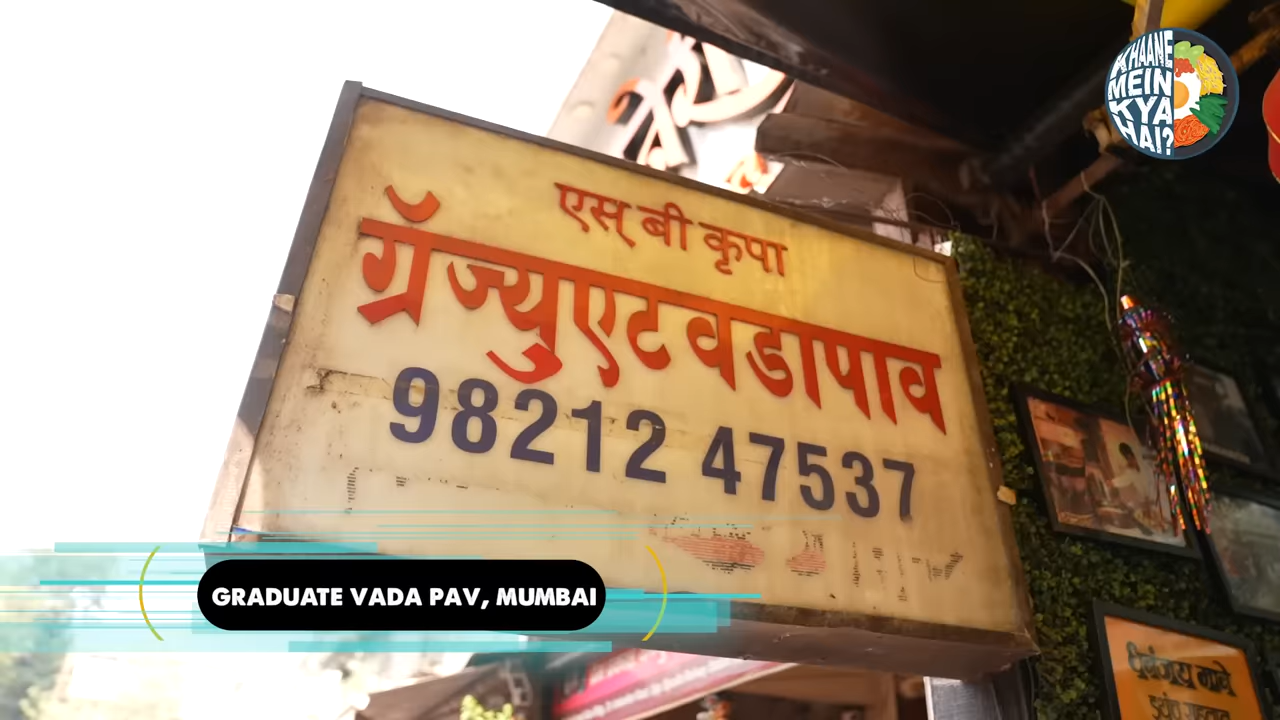 KHAANE
MEIN
KYA
HAI?
एस् बी कृपा
ग्रॅज्युएट वडापाव
98212 47537
GRADUATE VADA PAV, MUMBAI